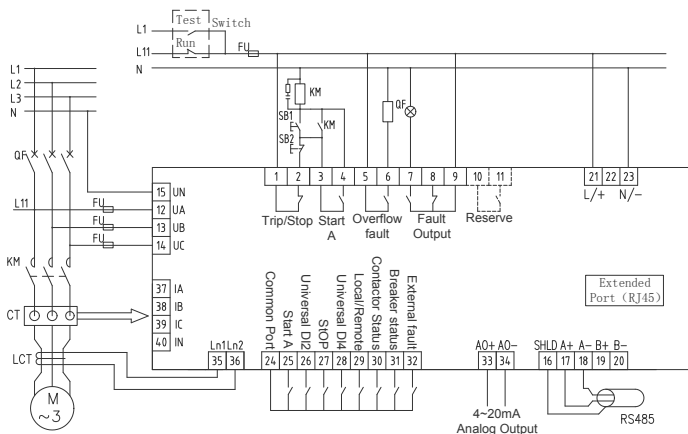 L1
Test
Switch
L11
Run
FU
N
L1
L2
L3
N
KM
SB1
KM
SB2
QF
QF
1 2 3 4 5 6 7 8 9 10 11
21 22 23
L/+ N/-
Trip/Stop
Start
A
Overflow
fault
Fault
Output
Reserve
15 UN
L11
FU
12 UA
FU
13 UB
FU
14 UC
KM
37 IA
38 IB
39 IC
40 IN
CT
Extended
Port (RJ45)
Common Port
Start A
Universal DI2
StOP
Universal DI4
Local/Remote
Contactor Status
Breaker status
External fault
Ln1 Ln2
35 36
24 25 26 27 28 29 30 31 32
AO+ AO-
33 34
SHLD A+ A- B+ B-
16 17 18 19 20
LCT
M
~3
4~20mA
Analog Output
RS485